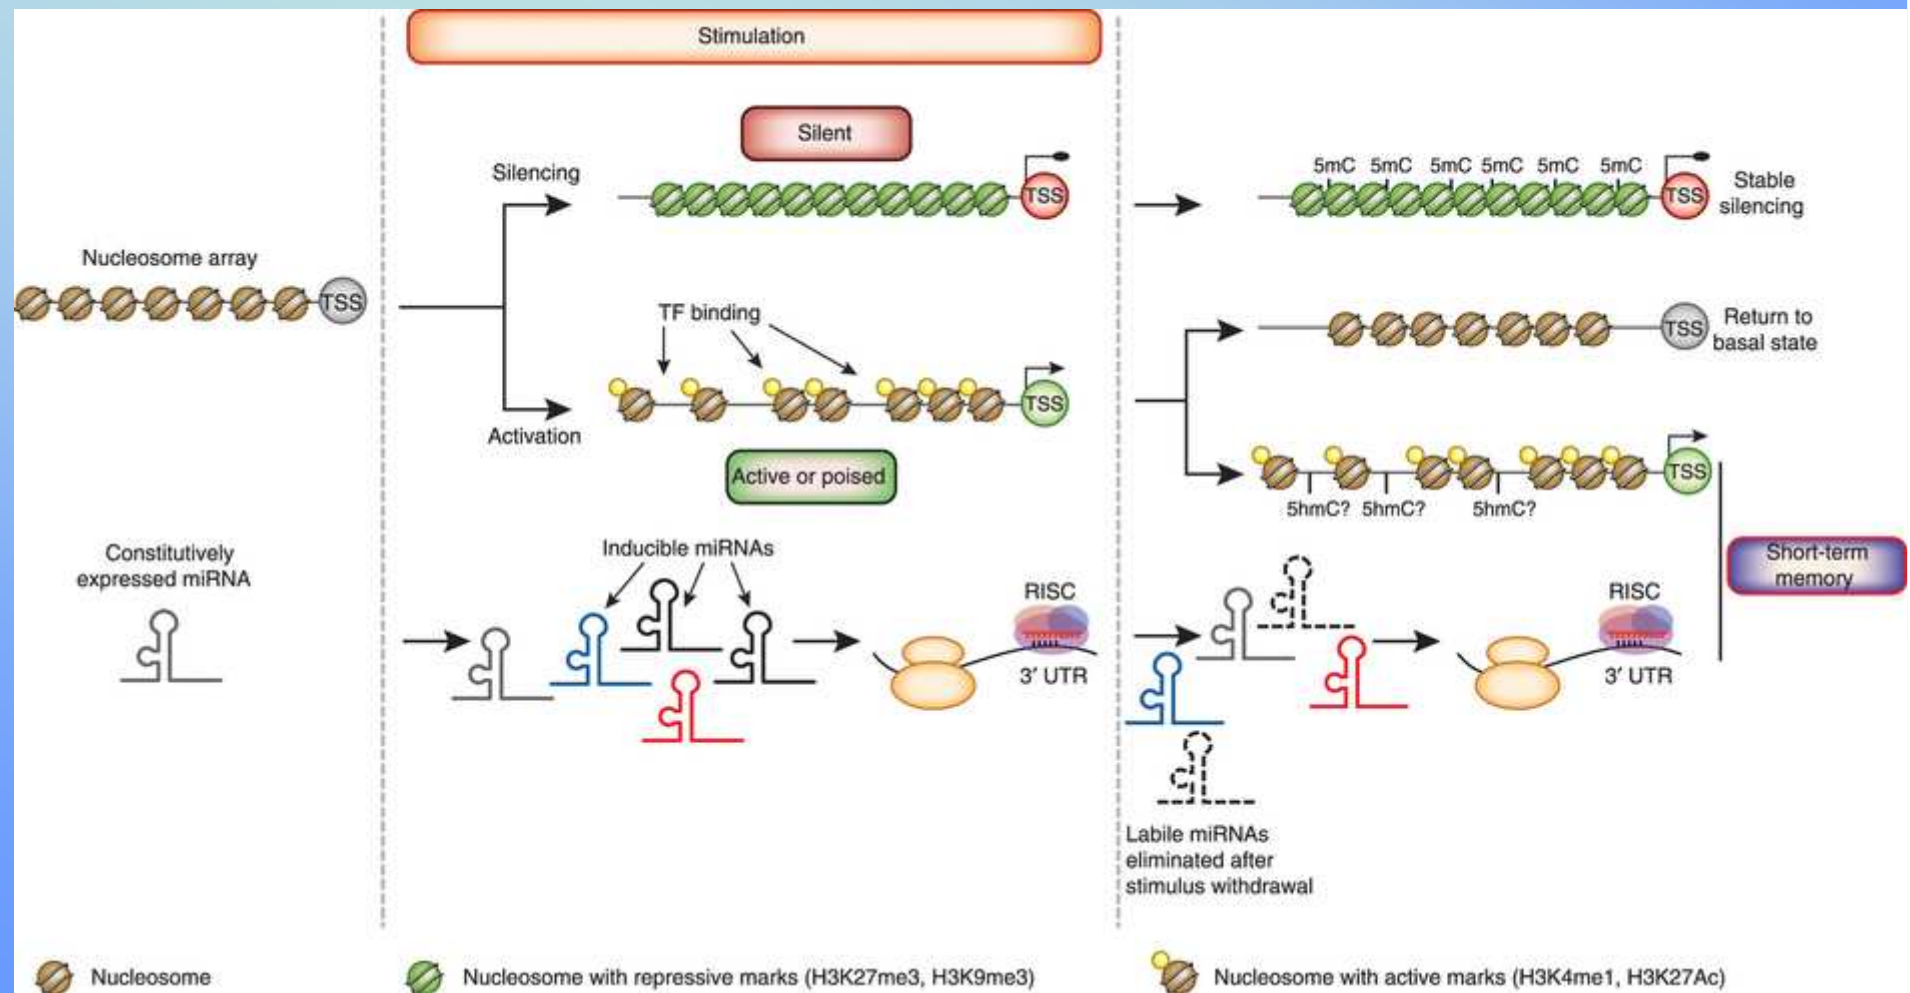 Stimulation
Silent
Silencing
TSS
5mC 5mC 5mC 5mC 5mC 5mC
TSS
Stable
silencing
Nucleosome array
TSS
TF binding
TSS
Activation
Active or poised
TSS
Return to
basal state
TSS
5hmC? 5hmC? 5hmC?
Short-term
memory
Constitutively
expressed miRNA
Inducible miRNAs
RISC
3′ UTR
RISC
3′ UTR
Labile miRNAs
eliminated after
stimulus withdrawal
Nucleosome
Nucleosome with repressive marks (H3K27me3, H3K9me3)
Nucleosome with active marks (H3K4me1, H3K27Ac)